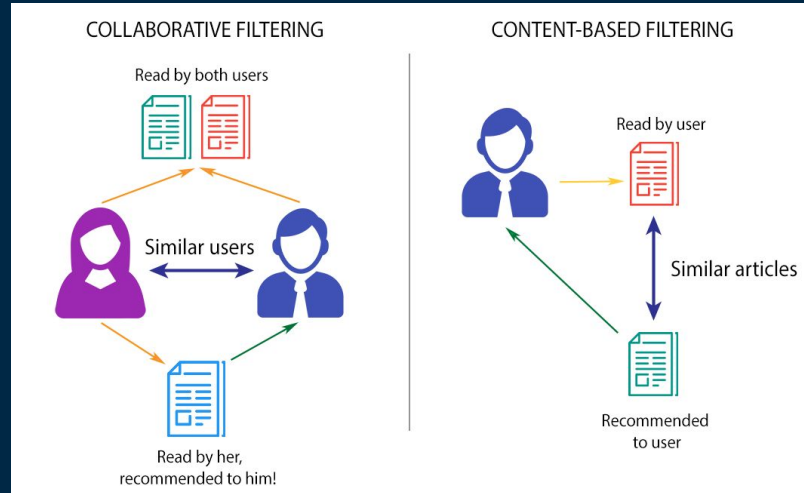 COLLABORATIVE FILTERING
Read by both users
Similar users
Read by her,
recommended to him!
CONTENT-BASED FILTERING
Read by user
Similar articles
Recommended
to user